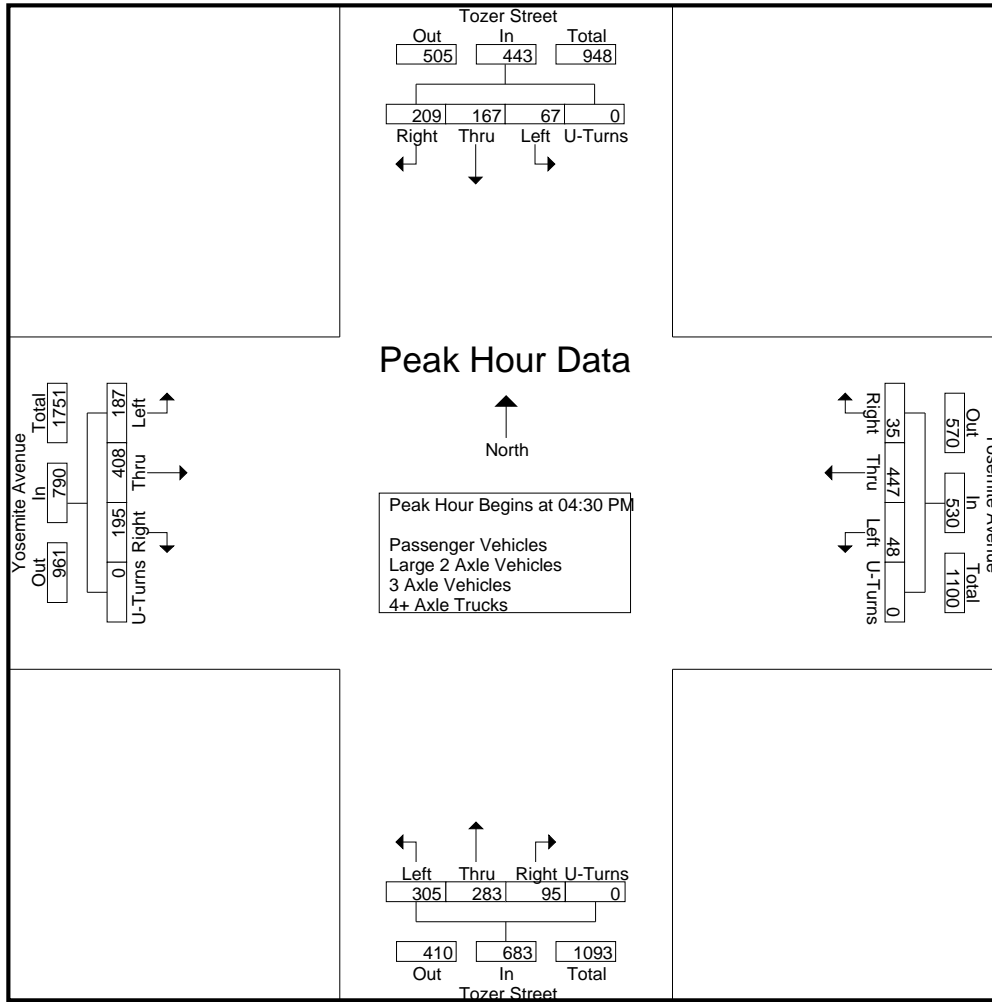 Tozer Street
Out In Total
505 443 948
209 167 67 0
Right Thru Left U-Turns
Peak Hour Data
North
Peak Hour Begins at 04:30 PM
Passenger Vehicles
Large 2 Axle Vehicles
3 Axle Vehicles
4+ Axle Trucks
Yosemite Avenue
Out In Total
961 790 1751
187 408 195 0
Left Thru Right U-Turns
Yosemite Avenue
Out In Total
570 530 1100
35 447 48 0
Right Thru Left U-Turns
Left Thru Right U-Turns
305 283 95 0
410 683 1093
Out In Total
Tozer Street